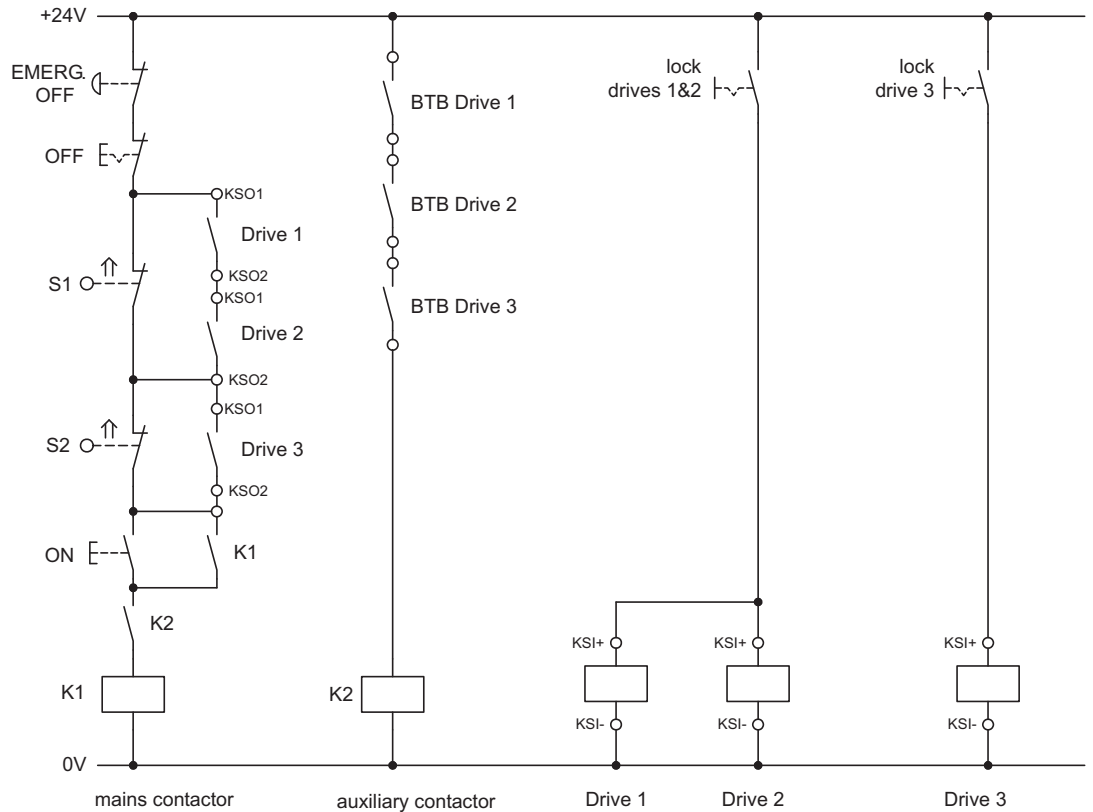 +24V
EMERG.
OFF
OFF
KSO1
Drive 1
S1
KSO2
KSO1
Drive 2
KSO2
KSO1
S2
Drive 3
KSO2
ON
K1
K2
K1
0V
mains contactor
BTB Drive 1
BTB Drive 2
BTB Drive 3
K2
auxiliary contactor
lock
drives 1&2
KSI+
KSI-
Drive 1
KSI+
KSI-
Drive 2
lock
drive 3
KSI+
KSI-
Drive 3